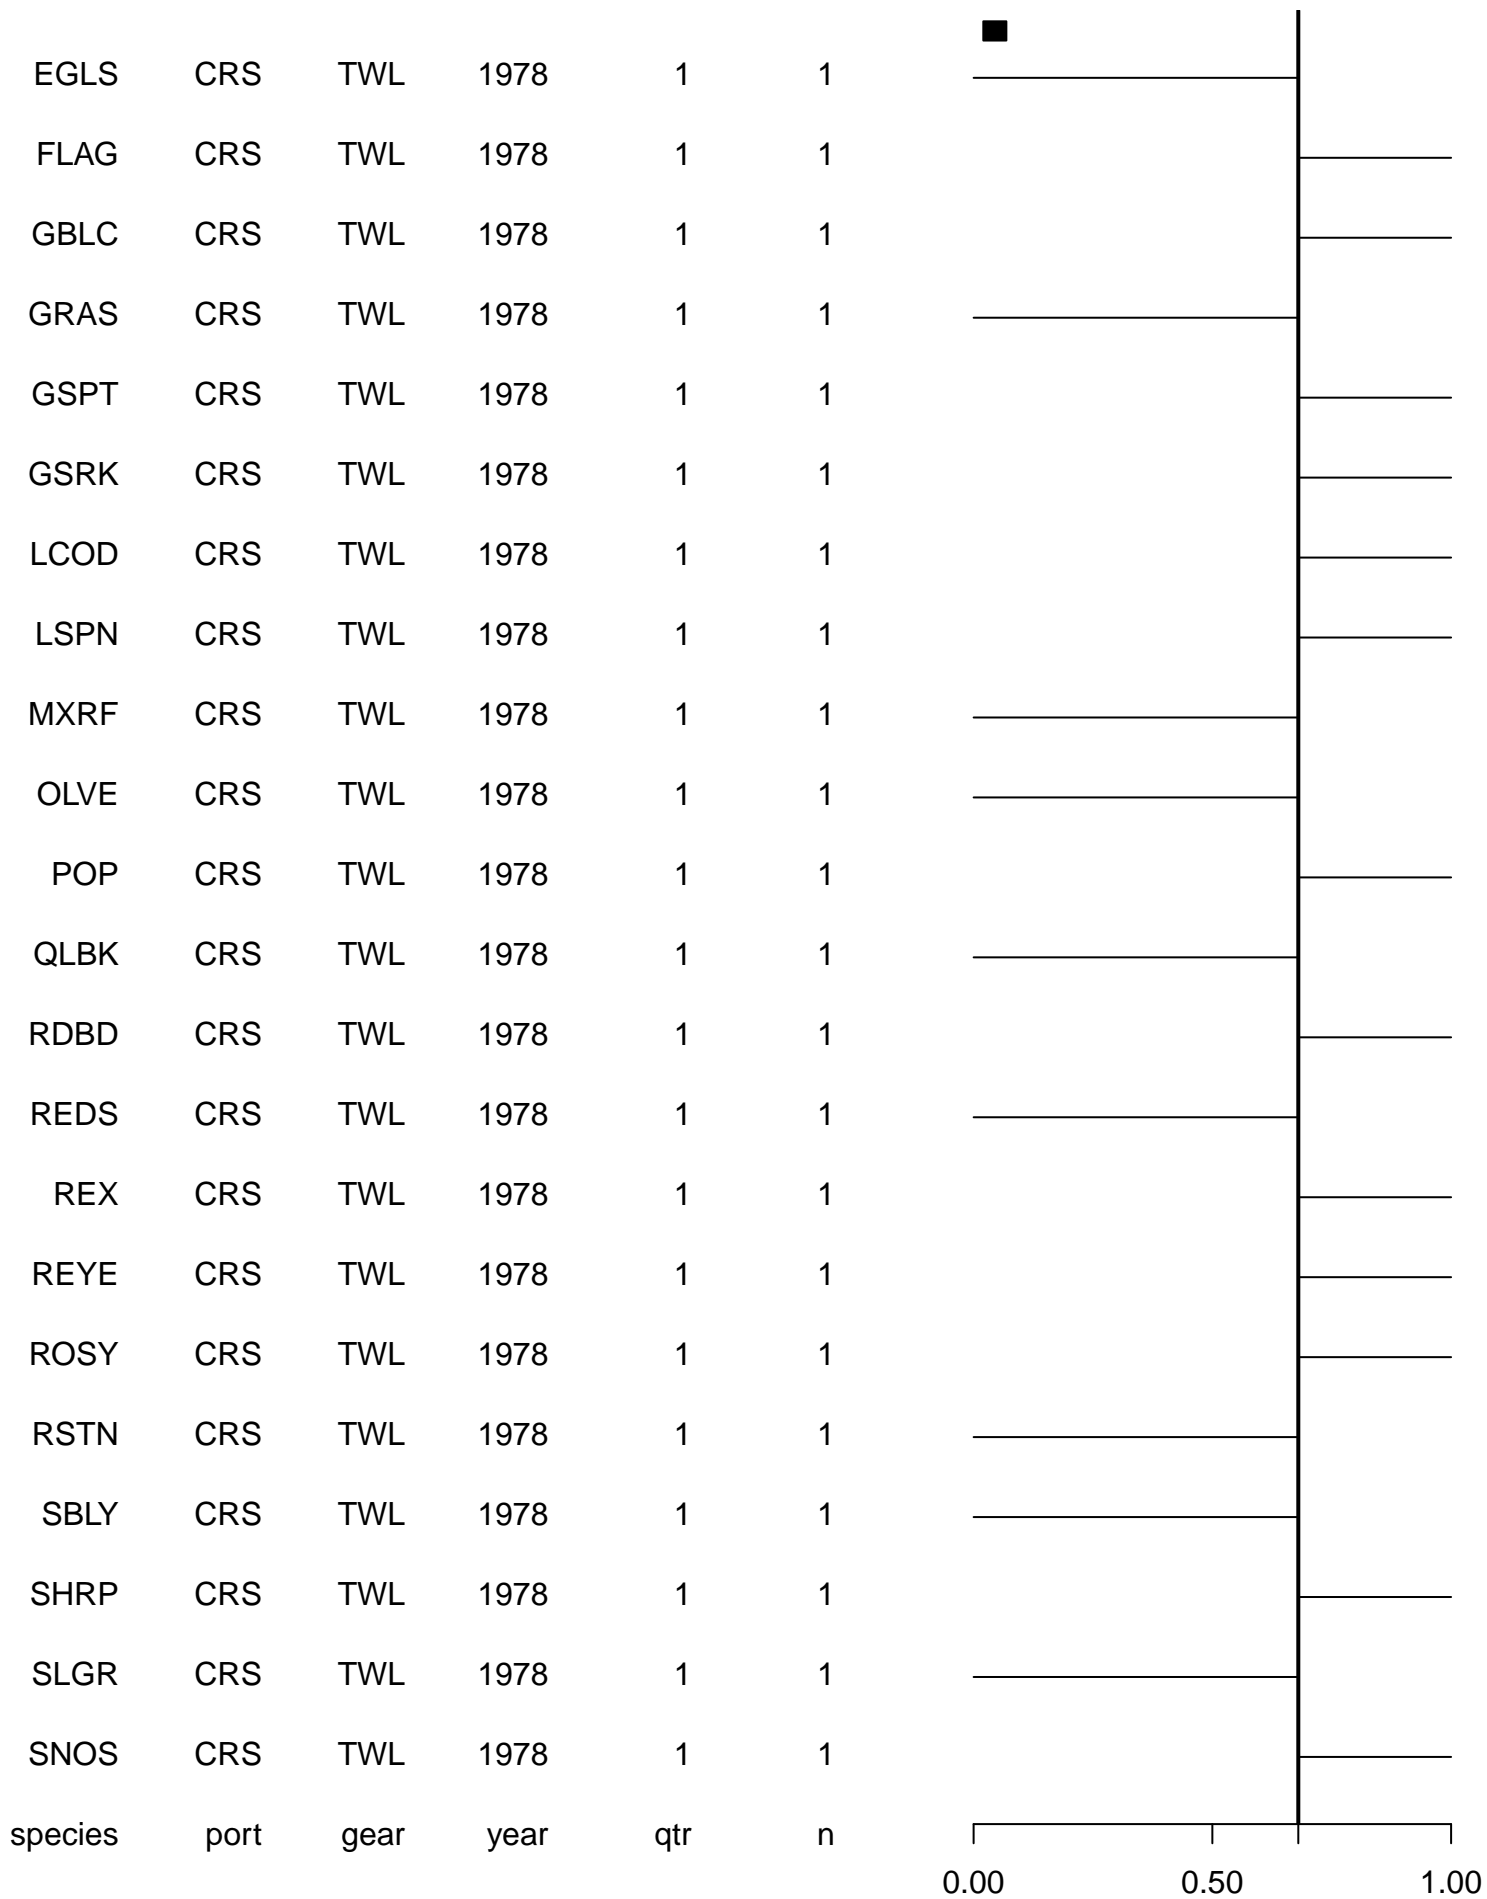 EGLS CRS TWL 1978 1 1
FLAG CRS TWL 1978 1 1
GBLC CRS TWL 1978 1 1
GRAS CRS TWL 1978 1 1
GSPT CRS TWL 1978 1 1
GSRK CRS TWL 1978 1 1
LCOD CRS TWL 1978 1 1
LSPN CRS TWL 1978 1 1
MXRF CRS TWL 1978 1 1
OLVE CRS TWL 1978 1 1
POP CRS TWL 1978 1 1
QLBK CRS TWL 1978 1 1
RDBD CRS TWL 1978 1 1
REDS CRS TWL 1978 1 1
REX CRS TWL 1978 1 1
REYE CRS TWL 1978 1 1
ROSY CRS TWL 1978 1 1
RSTN CRS TWL 1978 1 1
SBLY CRS TWL 1978 1 1
SHRP CRS TWL 1978 1 1
SLGR CRS TWL 1978 1 1
SNOS CRS TWL 1978 1 1
species port gear year qtr n
0.00 0.50 1.00